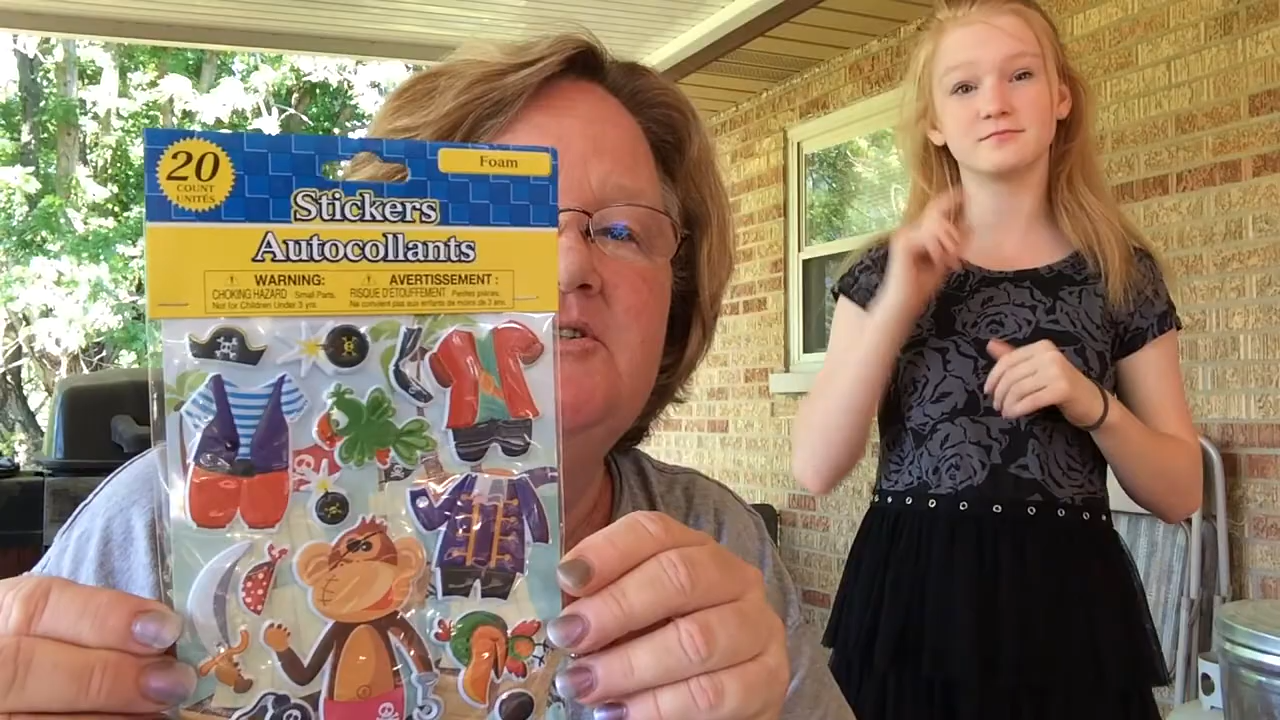 20
COUNT
UNITÉS
Foam
Stickers
Autocollants
WARNING:
CHOKING HAZARD Small Parts.
Not for Children Under 3 yrs.
AVERTISSEMENT :
RISQUE D'ÉTOUFFEMENT Petites pièces.
Ne convient pas aux enfants de moins de 3 ans.